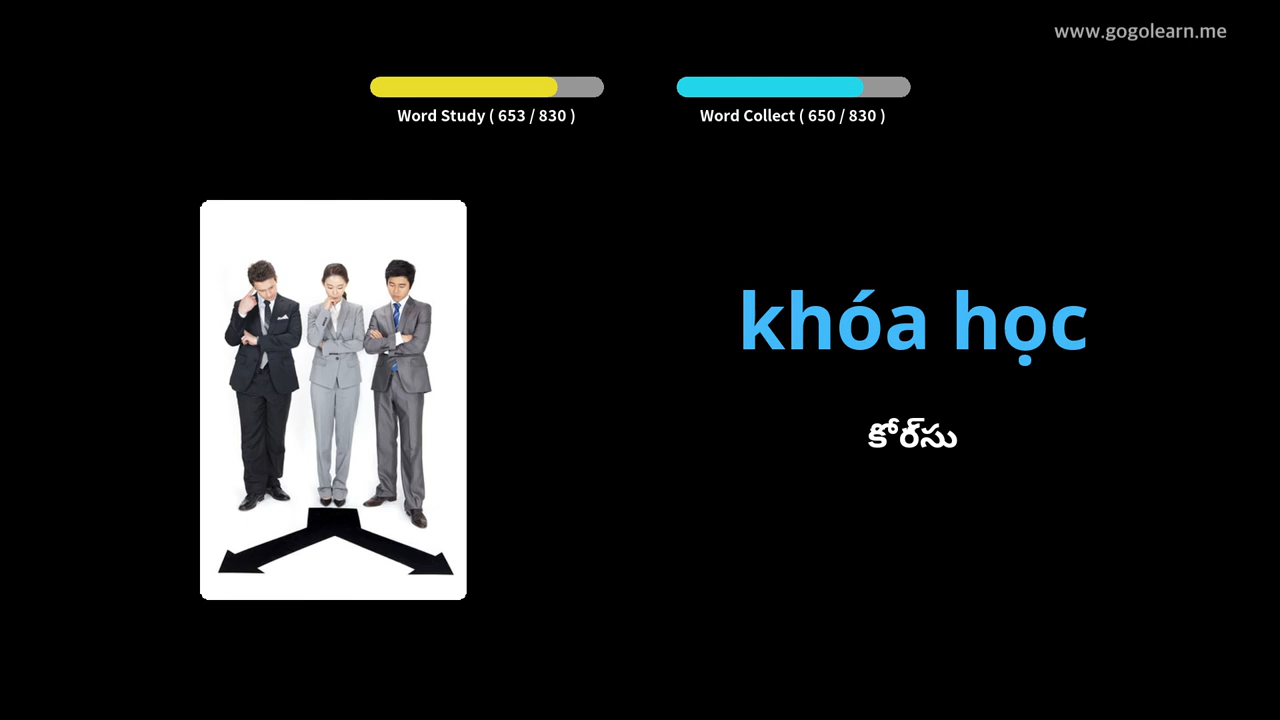 www.gogolearn.me
Word Study ( 653 / 830 )
Word Collect ( 650 / 830 )
khóa học
కోర్సు